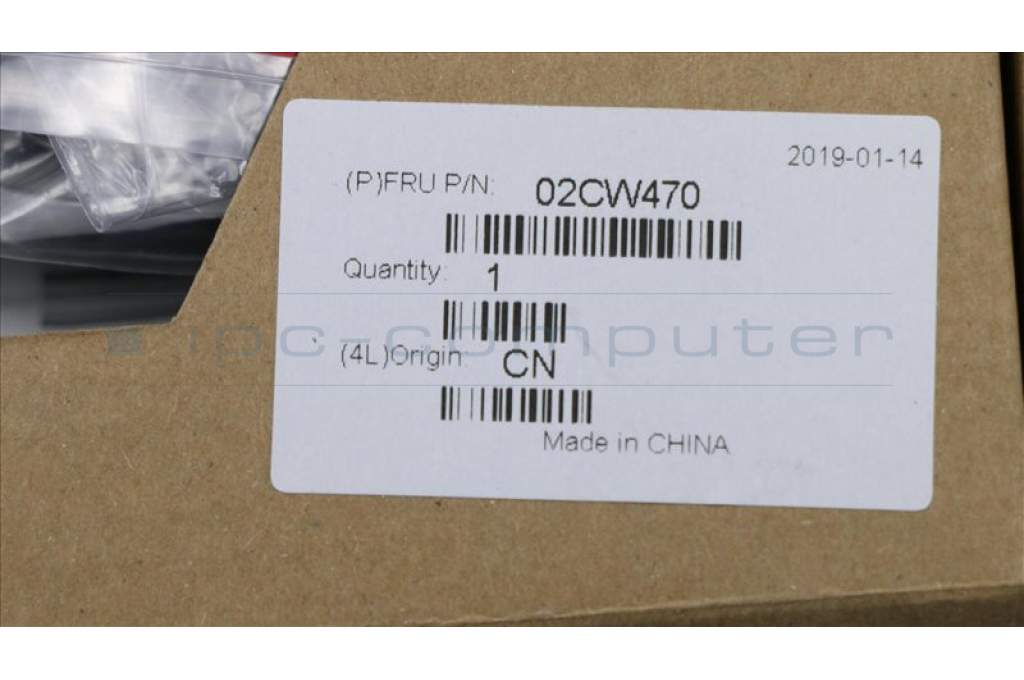 2019-01-14
(P)FRU P/N: 02CW470
Quantity: 1
ipc-computer
(4L)Origin: CN
Made in CHINA